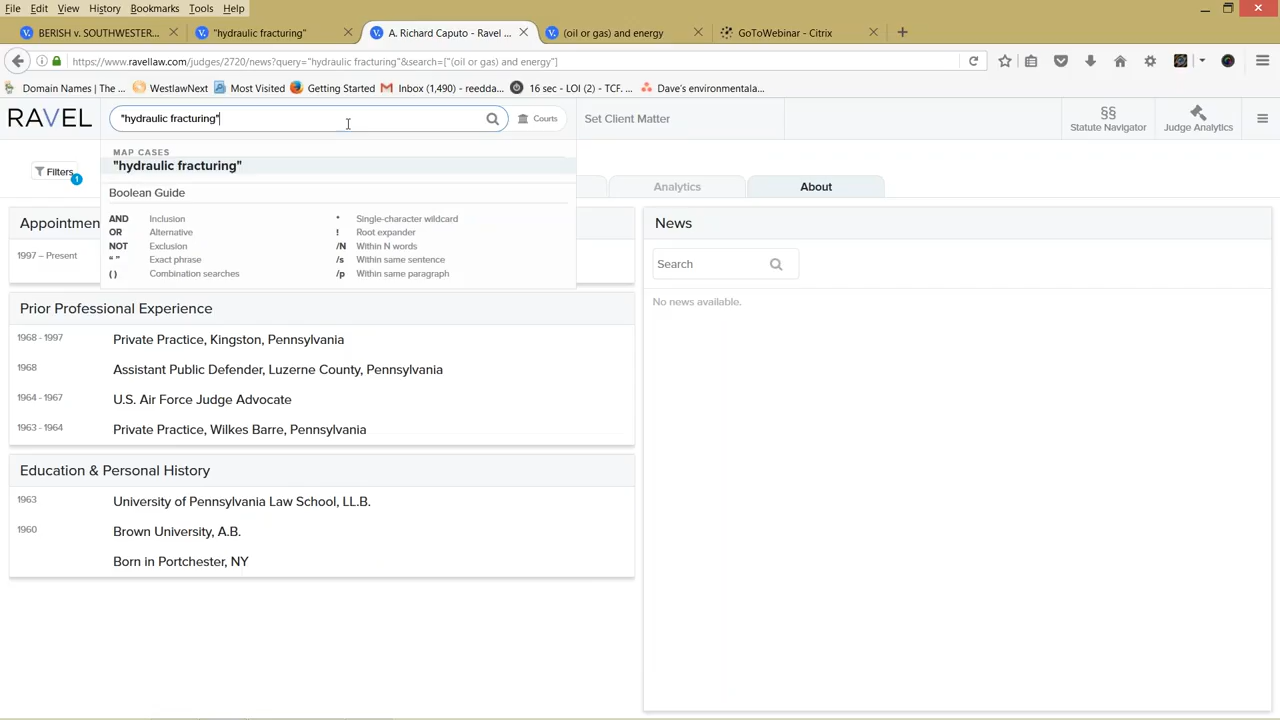 File Edit View History Bookmarks Tools Help
BERISH v. SOUTHWESTER...
"hydraulic fracturing"
A. Richard Caputo - Ravel ...
(oil or gas) and energy
GoToWebinar - Citrix
https://www.ravellaw.com/judges/2720/news?query="hydraulic fracturing"&search=["(oil or gas) and energy"]
Domain Names | The ...
WestlawNext
Most Visited
Getting Started
Inbox (1,490) - reedda...
16 sec - LOI (2) - TCF. ...
Dave's environmentala...
RAVEL
"hydraulic fracturing"
Courts
Set Client Matter
§§
Statute Navigator
Judge Analytics
MAP CASES
"hydraulic fracturing"
Boolean Guide
AND Inclusion * Single-character wildcard
OR Alternative ! Root expander
NOT Exclusion /N Within N words
" " Exact phrase /s Within same sentence
( ) Combination searches /p Within same paragraph
Filters
1
Analytics
About
Appointmen
1997 – Present
Prior Professional Experience
1968 - 1997 Private Practice, Kingston, Pennsylvania
1968 Assistant Public Defender, Luzerne County, Pennsylvania
1964 - 1967 U.S. Air Force Judge Advocate
1963 - 1964 Private Practice, Wilkes Barre, Pennsylvania
Education & Personal History
1963 University of Pennsylvania Law School, LL.B.
1960 Brown University, A.B.
Born in Portchester, NY
News
Search
No news available.